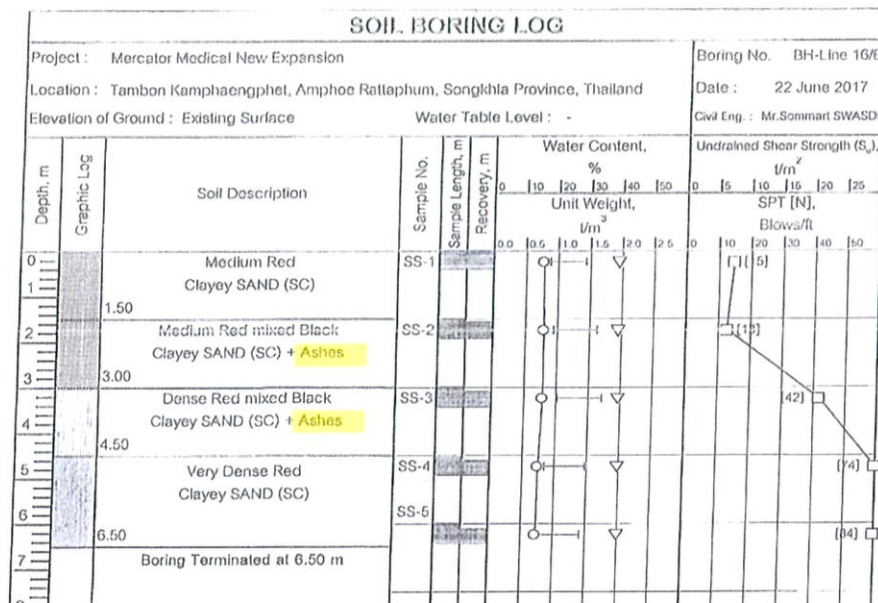 SOIL BORING LOG
Project : Mercator Medical New Expansion
Boring No. BH-Line 16/
Location : Tambon Kamphaengphet, Amphoe Rattaphum, Songkhla Province, Thailand
Date : 22 June 2017
Elevation of Ground : Existing Surface Water Table Level : -
Civil Eng. : Mr.Sommart SWASD
Depth, m
Graphic Log
Soil Description
Sample No.
Sample Length, m
Recovery, m
Water Content,
%
0 10 20 30 40 50
Unit Weight,
t/m³
0.0 0.5 1.0 1.5 2.0 2.5
Undrained Shear Strength (Sᵤ),
t/m²
0 5 10 15 20 25
SPT [N],
Blows/ft
10 20 30 40 50
0
Medium Red
SS-1
1
Clayey SAND (SC)
1.50
2
Medium Red mixed Black
SS-2
[13]
Clayey SAND (SC) + Ashes
3
3.00
Dense Red mixed Black
SS-3
[42]
4
Clayey SAND (SC) + Ashes
4.50
5
Very Dense Red
SS-4
[74]
Clayey SAND (SC)
SS-5
6
6.50
[84]
7
Boring Terminated at 6.50 m